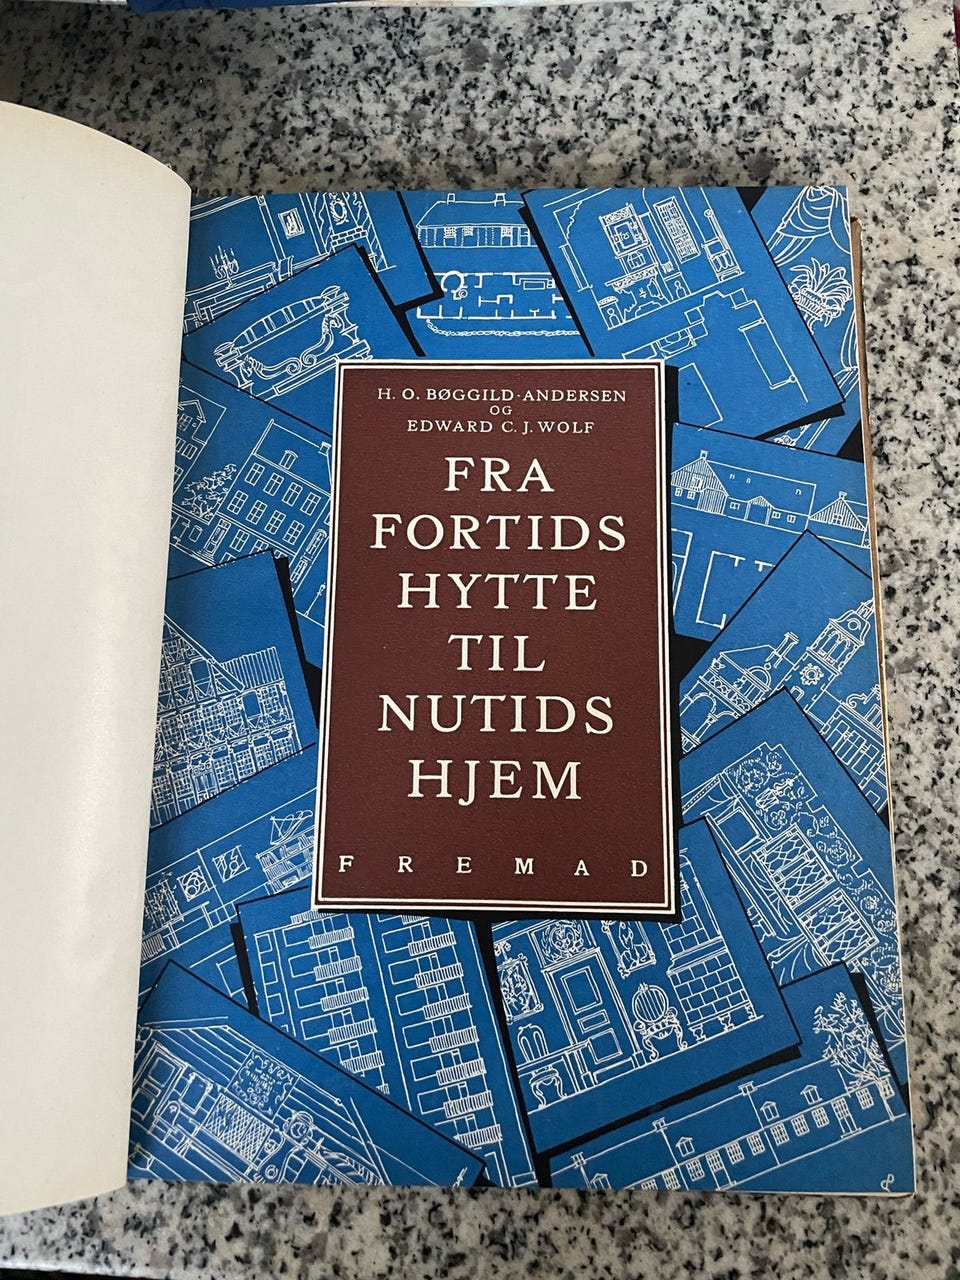 H. O. BØGGILD-ANDERSEN
OG
EDWARD C. J. WOLF
FRA
FORTIDS
HYTTE
TIL
NUTIDS
HJEM
FREMAD